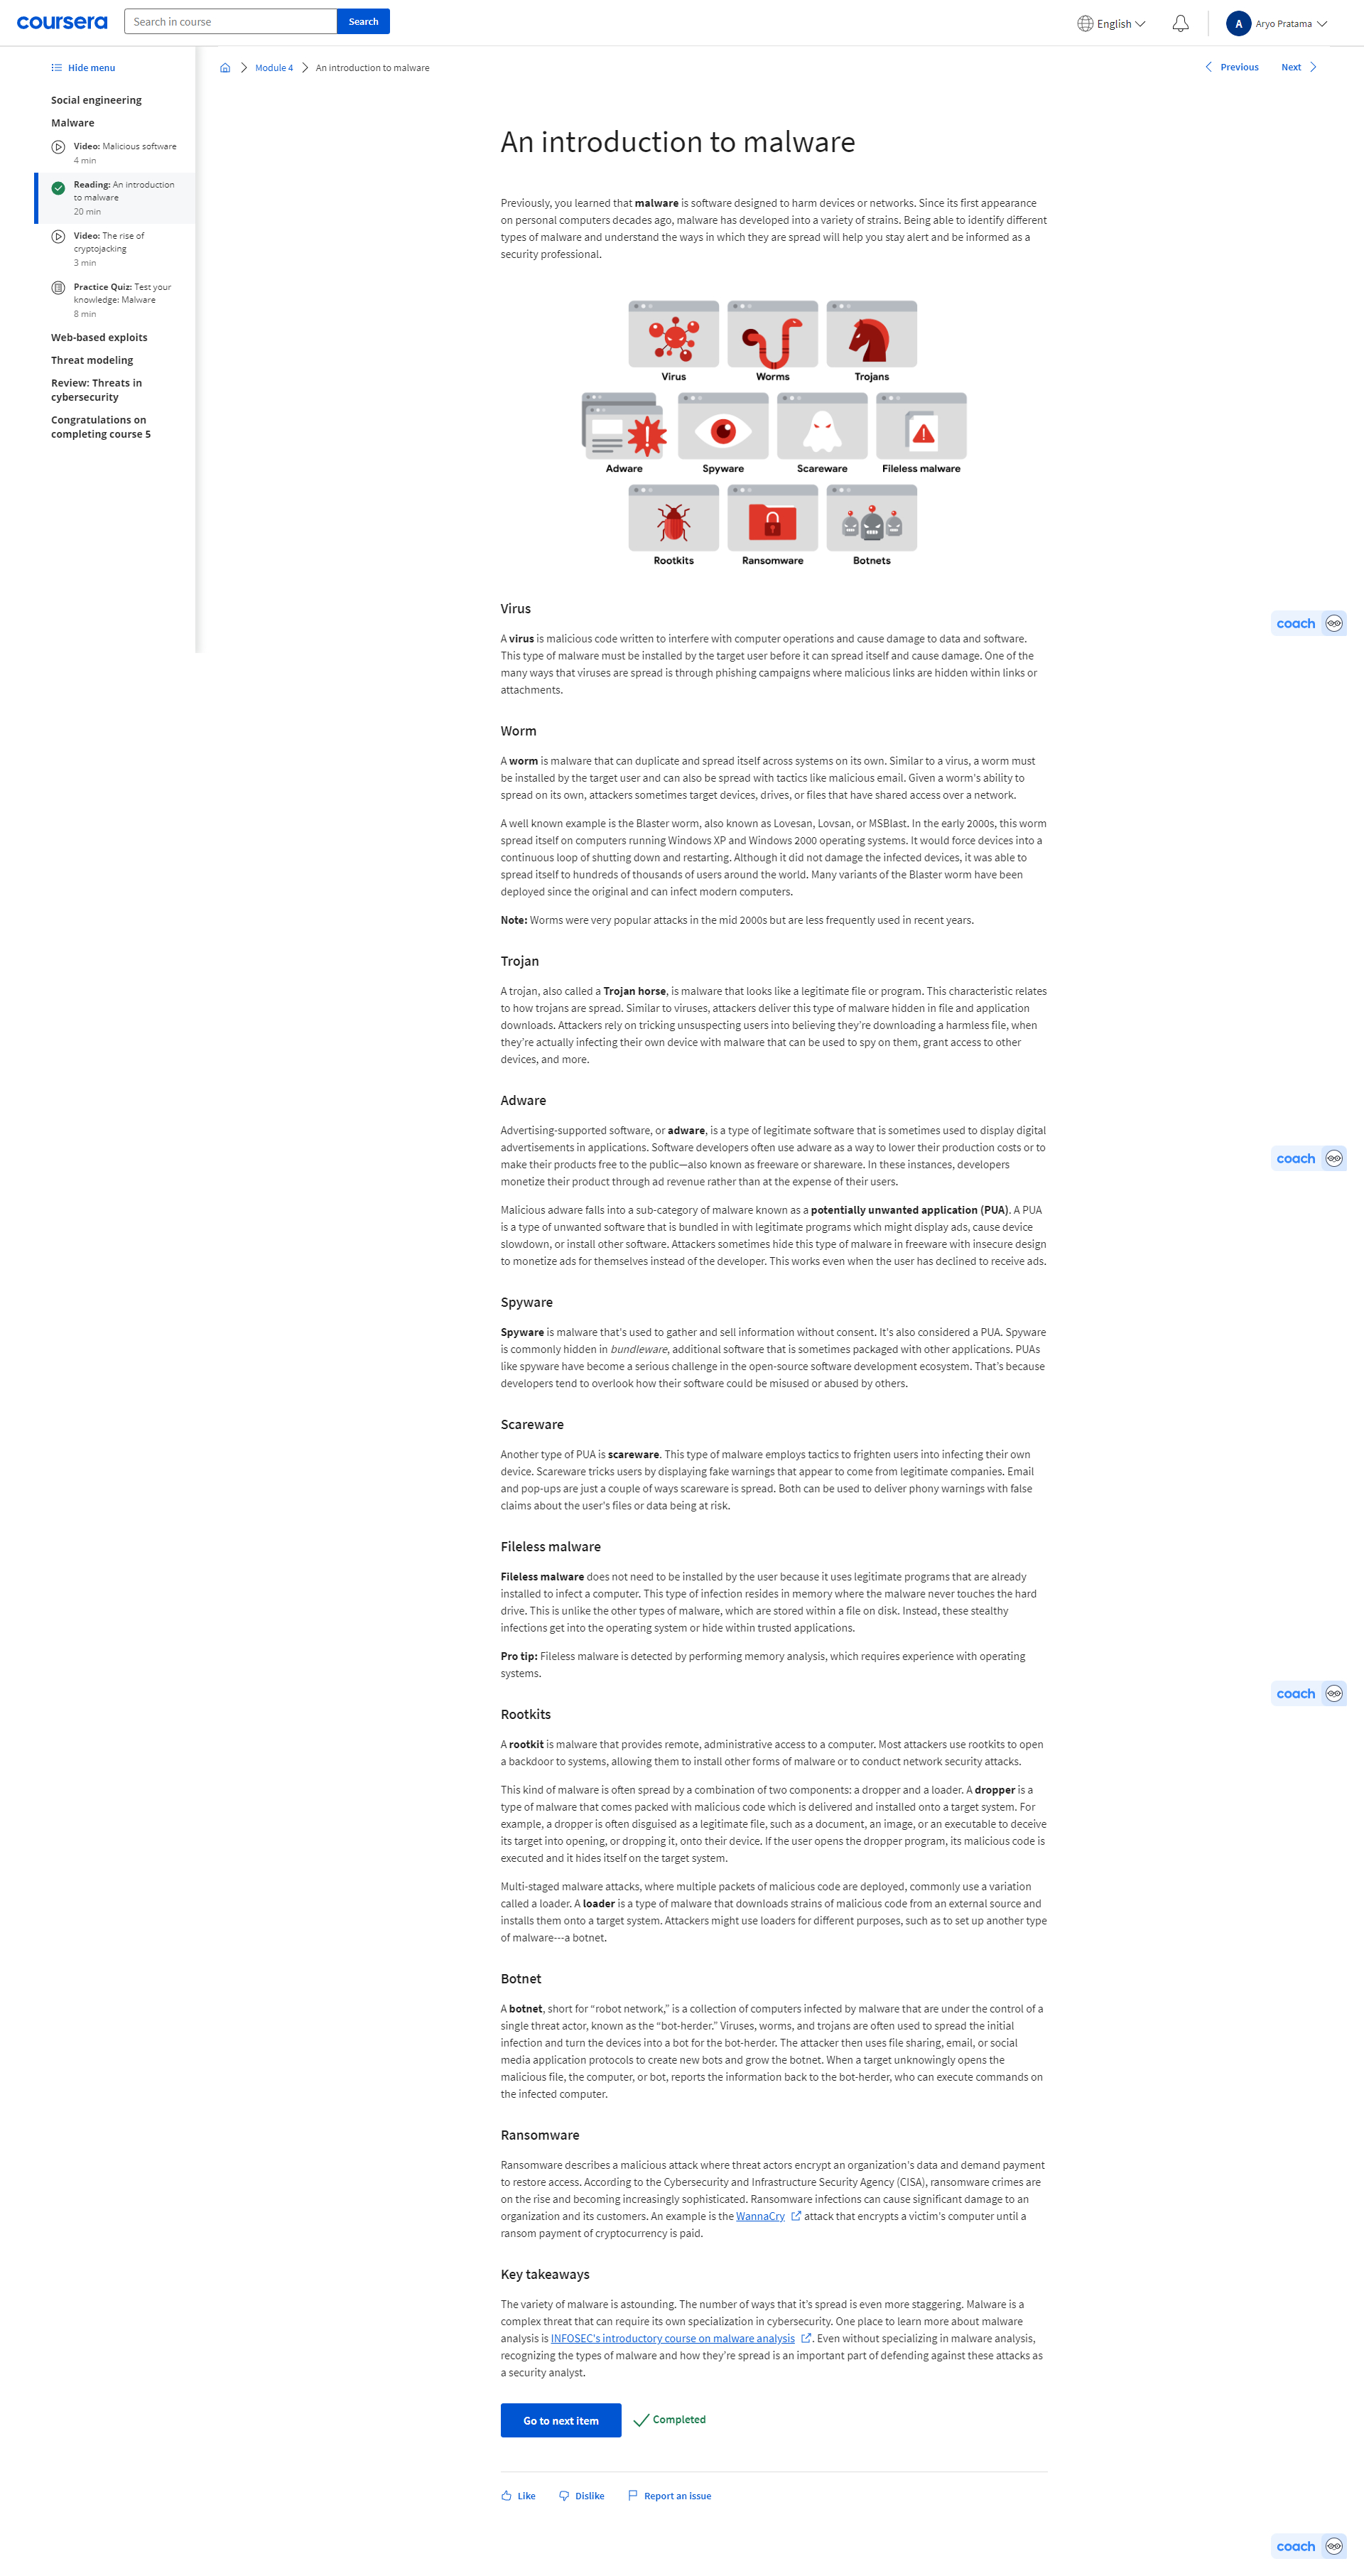 coursera
Search in course
Search
English
A
Aryo Pratama
Hide menu
Social engineering
Malware
Video: Malicious software
4 min
Reading: An introduction
to malware
20 min
Video: The rise of
cryptojacking
3 min
Practice Quiz: Test your
knowledge: Malware
8 min
Web-based exploits
Threat modeling
Review: Threats in
cybersecurity
Congratulations on
completing course 5
Module 4
An introduction to malware
Previous
Next
An introduction to malware
Previously, you learned that malware is software designed to harm devices or networks. Since its first appearance
on personal computers decades ago, malware has developed into a variety of strains. Being able to identify different
types of malware and understand the ways in which they are spread will help you stay alert and be informed as a
security professional.
Virus
Worms
Trojans
Adware
Spyware
Scareware
Fileless malware
Rootkits
Ransomware
Botnets
Virus
A virus is malicious code written to interfere with computer operations and cause damage to data and software.
This type of malware must be installed by the target user before it can spread itself and cause damage. One of the
many ways that viruses are spread is through phishing campaigns where malicious links are hidden within links or
attachments.
coach
Worm
A worm is malware that can duplicate and spread itself across systems on its own. Similar to a virus, a worm must
be installed by the target user and can also be spread with tactics like malicious email. Given a worm's ability to
spread on its own, attackers sometimes target devices, drives, or files that have shared access over a network.
A well known example is the Blaster worm, also known as Lovesan, Lovsan, or MSBlast. In the early 2000s, this worm
spread itself on computers running Windows XP and Windows 2000 operating systems. It would force devices into a
continuous loop of shutting down and restarting. Although it did not damage the infected devices, it was able to
spread itself to hundreds of thousands of users around the world. Many variants of the Blaster worm have been
deployed since the original and can infect modern computers.
Note: Worms were very popular attacks in the mid 2000s but are less frequently used in recent years.
Trojan
A trojan, also called a Trojan horse, is malware that looks like a legitimate file or program. This characteristic relates
to how trojans are spread. Similar to viruses, attackers deliver this type of malware hidden in file and application
downloads. Attackers rely on tricking unsuspecting users into believing they’re downloading a harmless file, when
they’re actually infecting their own device with malware that can be used to spy on them, grant access to other
devices, and more.
Adware
Advertising-supported software, or adware, is a type of legitimate software that is sometimes used to display digital
advertisements in applications. Software developers often use adware as a way to lower their production costs or to
make their products free to the public—also known as freeware or shareware. In these instances, developers
monetize their product through ad revenue rather than at the expense of their users.
coach
Malicious adware falls into a sub-category of malware known as a potentially unwanted application (PUA). A PUA
is a type of unwanted software that is bundled in with legitimate programs which might display ads, cause device
slowdown, or install other software. Attackers sometimes hide this type of malware in freeware with insecure design
to monetize ads for themselves instead of the developer. This works even when the user has declined to receive ads.
Spyware
Spyware is malware that's used to gather and sell information without consent. It's also considered a PUA. Spyware
is commonly hidden in bundleware, additional software that is sometimes packaged with other applications. PUAs
like spyware have become a serious challenge in the open-source software development ecosystem. That’s because
developers tend to overlook how their software could be misused or abused by others.
Scareware
Another type of PUA is scareware. This type of malware employs tactics to frighten users into infecting their own
device. Scareware tricks users by displaying fake warnings that appear to come from legitimate companies. Email
and pop-ups are just a couple of ways scareware is spread. Both can be used to deliver phony warnings with false
claims about the user's files or data being at risk.
Fileless malware
Fileless malware does not need to be installed by the user because it uses legitimate programs that are already
installed to infect a computer. This type of infection resides in memory where the malware never touches the hard
drive. This is unlike the other types of malware, which are stored within a file on disk. Instead, these stealthy
infections get into the operating system or hide within trusted applications.
Pro tip: Fileless malware is detected by performing memory analysis, which requires experience with operating
systems.
coach
Rootkits
A rootkit is malware that provides remote, administrative access to a computer. Most attackers use rootkits to open
a backdoor to systems, allowing them to install other forms of malware or to conduct network security attacks.
This kind of malware is often spread by a combination of two components: a dropper and a loader. A dropper is a
type of malware that comes packed with malicious code which is delivered and installed onto a target system. For
example, a dropper is often disguised as a legitimate file, such as a document, an image, or an executable to deceive
its target into opening, or dropping it, onto their device. If the user opens the dropper program, its malicious code is
executed and it hides itself on the target system.
Multi-staged malware attacks, where multiple packets of malicious code are deployed, commonly use a variation
called a loader. A loader is a type of malware that downloads strains of malicious code from an external source and
installs them onto a target system. Attackers might use loaders for different purposes, such as to set up another type
of malware---a botnet.
Botnet
A botnet, short for “robot network,” is a collection of computers infected by malware that are under the control of a
single threat actor, known as the “bot-herder.” Viruses, worms, and trojans are often used to spread the initial
infection and turn the devices into a bot for the bot-herder. The attacker then uses file sharing, email, or social
media application protocols to create new bots and grow the botnet. When a target unknowingly opens the
malicious file, the computer, or bot, reports the information back to the bot-herder, who can execute commands on
the infected computer.
Ransomware
Ransomware describes a malicious attack where threat actors encrypt an organization's data and demand payment
to restore access. According to the Cybersecurity and Infrastructure Security Agency (CISA), ransomware crimes are
on the rise and becoming increasingly sophisticated. Ransomware infections can cause significant damage to an
organization and its customers. An example is the WannaCry attack that encrypts a victim's computer until a
ransom payment of cryptocurrency is paid.
Key takeaways
The variety of malware is astounding. The number of ways that it’s spread is even more staggering. Malware is a
complex threat that can require its own specialization in cybersecurity. One place to learn more about malware
analysis is INFOSEC's introductory course on malware analysis . Even without specializing in malware analysis,
recognizing the types of malware and how they’re spread is an important part of defending against these attacks as
a security analyst.
Go to next item
Completed
Like
Dislike
Report an issue
coach